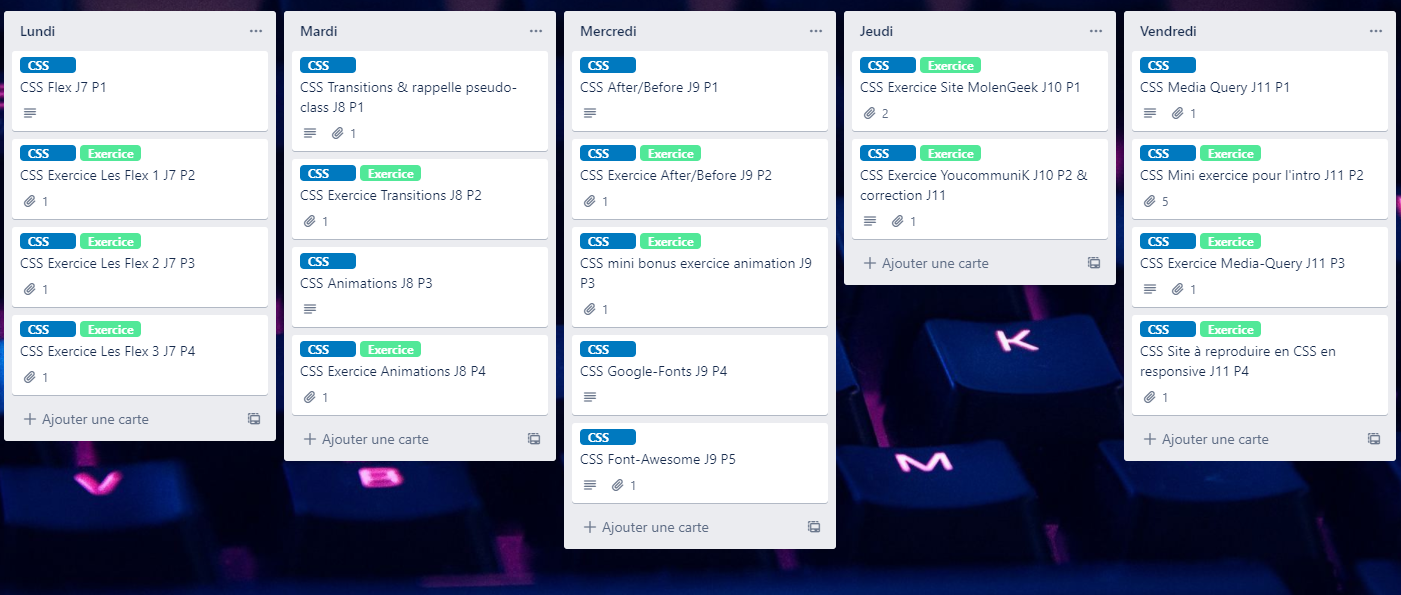 Lundi
CSS
CSS Flex J7 P1
CSS Exercice
CSS Exercice Les Flex 1 J7 P2
1
CSS Exercice
CSS Exercice Les Flex 2 J7 P3
1
CSS Exercice
CSS Exercice Les Flex 3 J7 P4
1
Ajouter une carte
Mardi
CSS
CSS Transitions & rappelle pseudo-
class J8 P1
1
CSS Exercice
CSS Exercice Transitions J8 P2
1
CSS
CSS Animations J8 P3
CSS Exercice
CSS Exercice Animations J8 P4
1
Ajouter une carte
Mercredi
CSS
CSS After/Before J9 P1
CSS Exercice
CSS Exercice After/Before J9 P2
1
CSS Exercice
CSS mini bonus exercice animation J9
P3
1
CSS
CSS Google-Fonts J9 P4
CSS
CSS Font-Awesome J9 P5
1
Ajouter une carte
Jeudi
CSS Exercice
CSS Exercice Site MolenGeek J10 P1
2
CSS Exercice
CSS Exercice YoucommuniK J10 P2 &
correction J11
1
Ajouter une carte
Vendredi
CSS
CSS Media Query J11 P1
1
CSS Exercice
CSS Mini exercice pour l'intro J11 P2
5
CSS Exercice
CSS Exercice Media-Query J11 P3
1
CSS Exercice
CSS Site à reproduire en CSS en
responsive J11 P4
1
Ajouter une carte
K
V
B
M